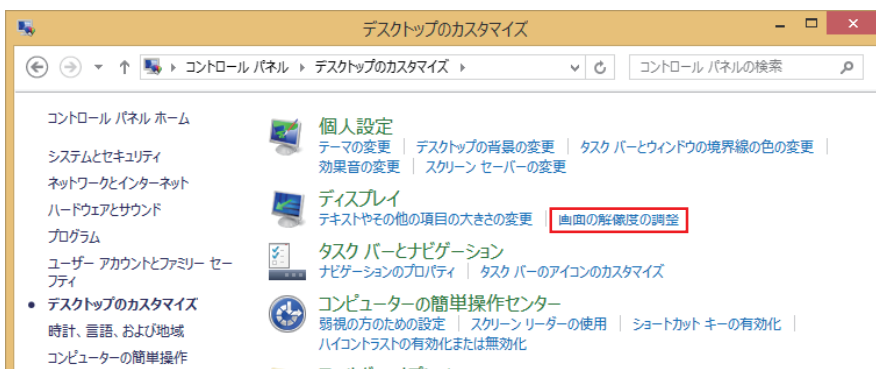 デスクトップのカスタマイズ
コントロール パネル ▸ デスクトップのカスタマイズ ▸
コントロール パネルの検索
コントロール パネル ホーム
システムとセキュリティ
ネットワークとインターネット
ハードウェアとサウンド
プログラム
ユーザー アカウントとファミリー セー
フティ
デスクトップのカスタマイズ
時計、言語、および地域
コンピューターの簡単操作
個人設定
テーマの変更 | デスクトップの背景の変更 | タスク バーとウィンドウの境界線の色の変更 |
効果音の変更 | スクリーン セーバーの変更
ディスプレイ
テキストやその他の項目の大きさの変更 | 画面の解像度の調整
タスク バーとナビゲーション
ナビゲーションのプロパティ | タスク バーのアイコンのカスタマイズ
コンピューターの簡単操作センター
弱視の方のための設定 | スクリーン リーダーの使用 | ショートカット キーの有効化 |
ハイコントラストの有効化または無効化